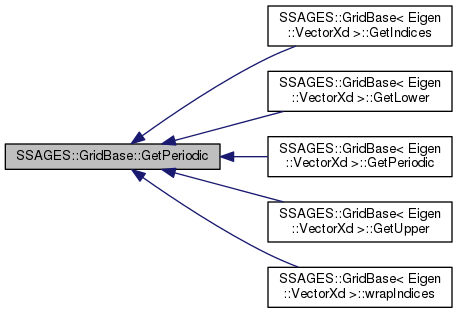 SSAGES::GridBase< Eigen
::VectorXd >::GetIndices
SSAGES::GridBase< Eigen
::VectorXd >::GetLower
SSAGES::GridBase::GetPeriodic
SSAGES::GridBase< Eigen
::VectorXd >::GetPeriodic
SSAGES::GridBase< Eigen
::VectorXd >::GetUpper
SSAGES::GridBase< Eigen
::VectorXd >::wrapIndices